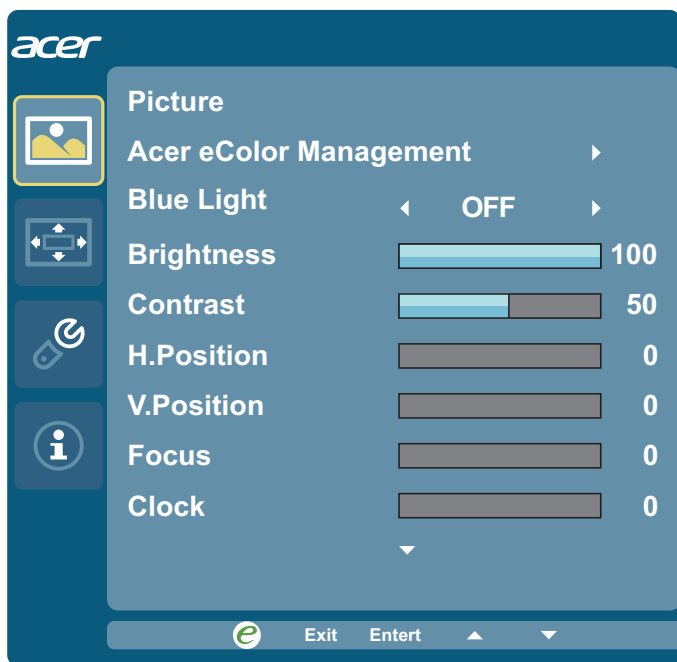 acer
Picture
Acer eColor Management
Blue Light OFF
Brightness 100
Contrast 50
H.Position 0
V.Position 0
Focus 0
Clock 0
e Exit Entert